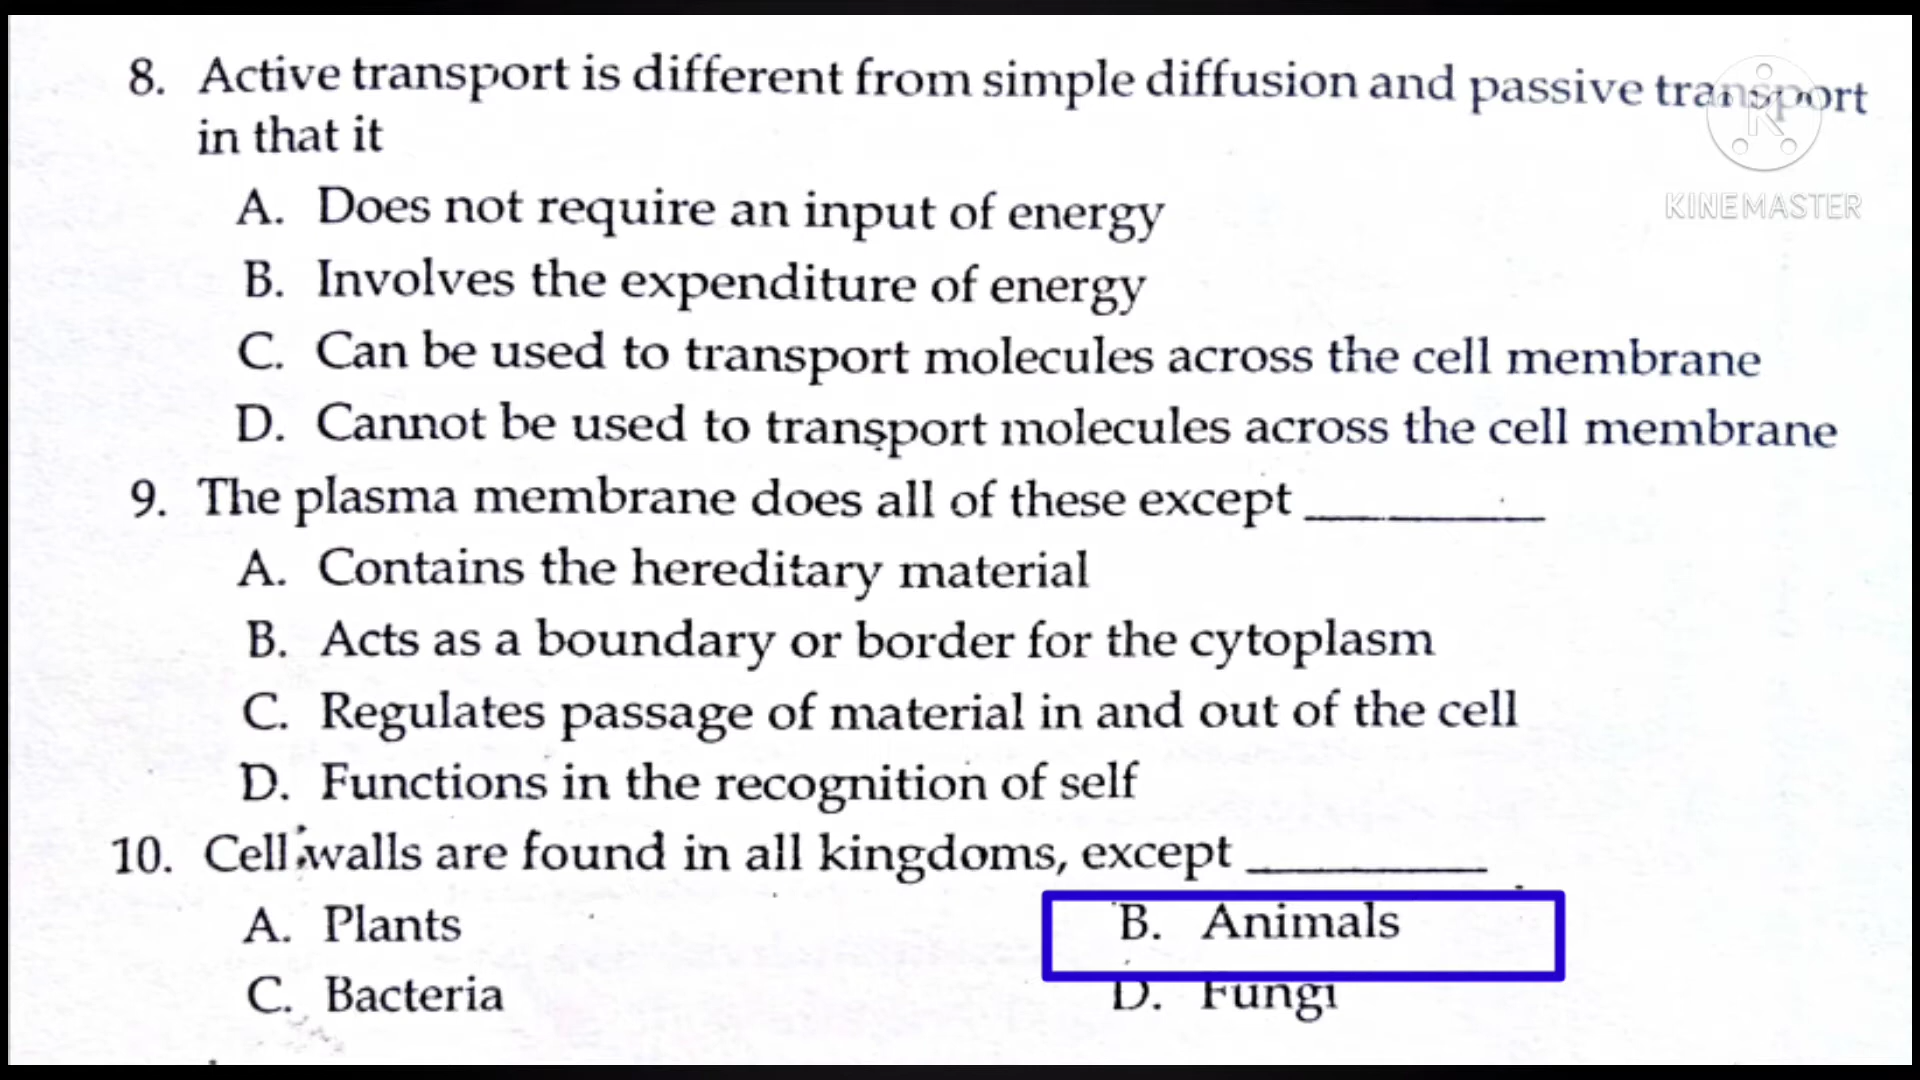 8. Active transport is different from simple diffusion and passive transport
in that it
A. Does not require an input of energy
B. Involves the expenditure of energy
C. Can be used to transport molecules across the cell membrane
D. Cannot be used to transport molecules across the cell membrane
9. The plasma membrane does all of these except ________
A. Contains the hereditary material
B. Acts as a boundary or border for the cytoplasm
C. Regulates passage of material in and out of the cell
D. Functions in the recognition of self
10. Cell walls are found in all kingdoms, except ________
A. Plants B. Animals
C. Bacteria D. Fungi
K
KINEMASTER